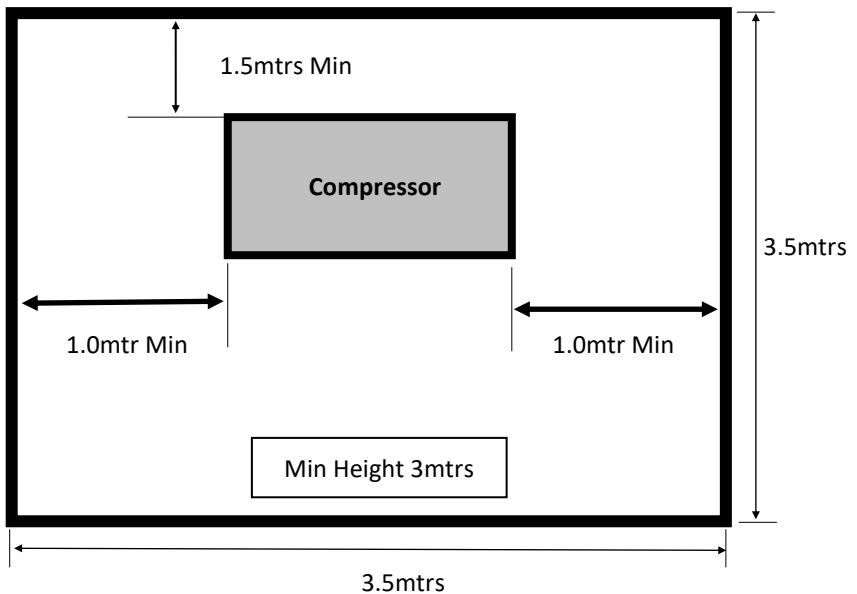 1.5mtrs Min
Compressor
3.5mtrs
1.0mtr Min
1.0mtr Min
Min Height 3mtrs
3.5mtrs